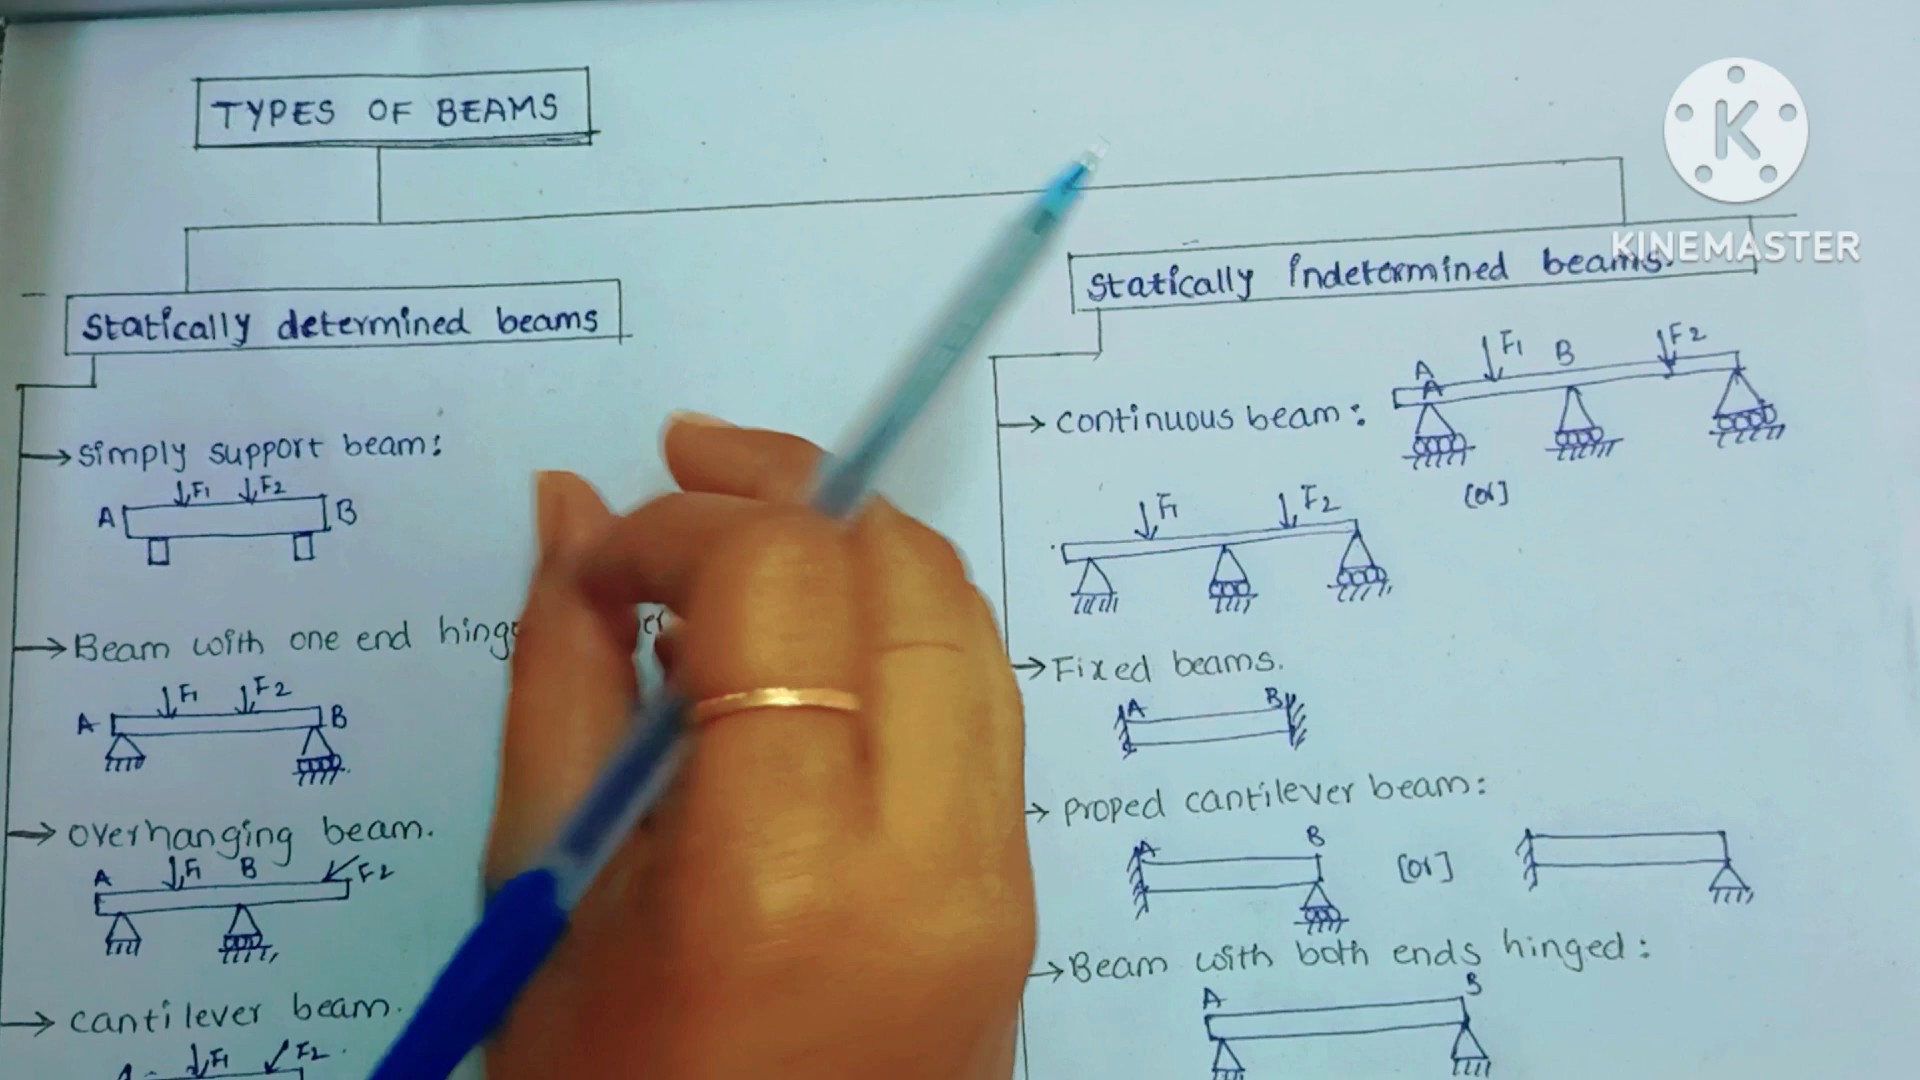 TYPES OF BEAMS
K
KINEMASTER
Statically determined beams
Statically indetermined beams.
simply support beam:
F1 F2
A B
Beam with one end hing
F1 F2
A B
overhanging beam.
A F1 B F2
cantilever beam.
F1 F2
continuous beam:
A F1 B F2
A
[or]
F1 F2
Fixed beams.
A B
proped cantilever beam:
A B
[or]
Beam with both ends hinged:
A B